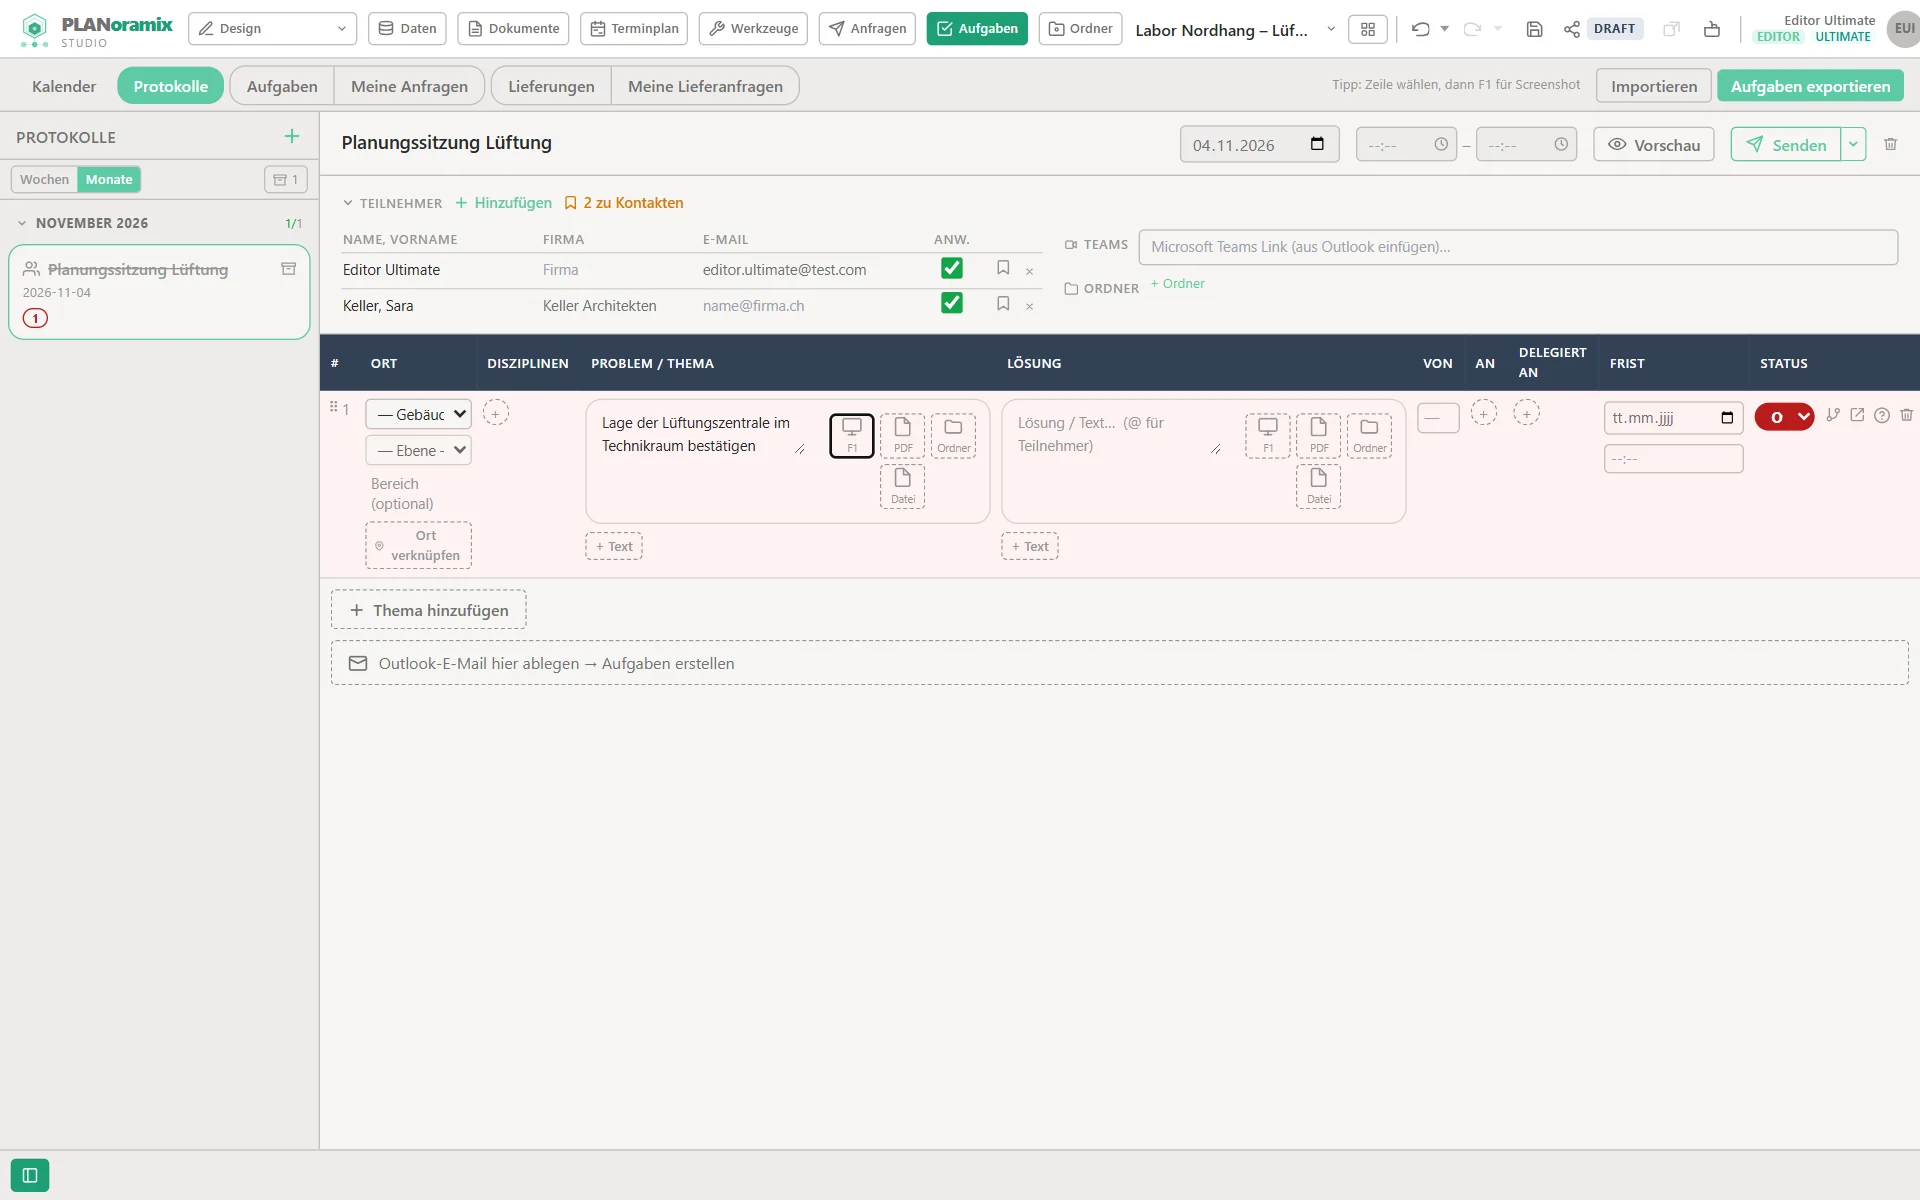 PLANoramix
STUDIO
Design
Daten
Dokumente
Terminplan
Werkzeuge
Anfragen
Aufgaben
Ordner
Labor Nordhang – Lüf...
DRAFT
Editor Ultimate
EDITOR ULTIMATE
EUI
Kalender
Protokolle
Aufgaben
Meine Anfragen
Lieferungen
Meine Lieferanfragen
Tipp: Zeile wählen, dann F1 für Screenshot
Importieren
Aufgaben exportieren
PROTOKOLLE
Wochen
Monate
1
NOVEMBER 2026
1/1
Planungssitzung Lüftung
2026-11-04
1
Planungssitzung Lüftung
04.11.2026
--:--
–
--:--
Vorschau
Senden
TEILNEHMER
+ Hinzufügen
2 zu Kontakten
NAME, VORNAME
FIRMA
E-MAIL
ANW.
Editor Ultimate
Firma
editor.ultimate@test.com
×
Keller, Sara
Keller Architekten
name@firma.ch
×
TEAMS
Microsoft Teams Link (aus Outlook einfügen)...
ORDNER
+ Ordner
#
ORT
DISZIPLINEN
PROBLEM / THEMA
LÖSUNG
VON
AN
DELEGIERT
AN
FRIST
STATUS
1
— Gebäuc
— Ebene -
Bereich
(optional)
Ort
verknüpfen
+
Lage der Lüftungszentrale im
Technikraum bestätigen
F1
PDF
Ordner
Datei
+ Text
Lösung / Text... (@ für
Teilnehmer)
F1
PDF
Ordner
Datei
+ Text
—
+
+
tt.mm.jjjj
--:--
O
+ Thema hinzufügen
Outlook-E-Mail hier ablegen → Aufgaben erstellen